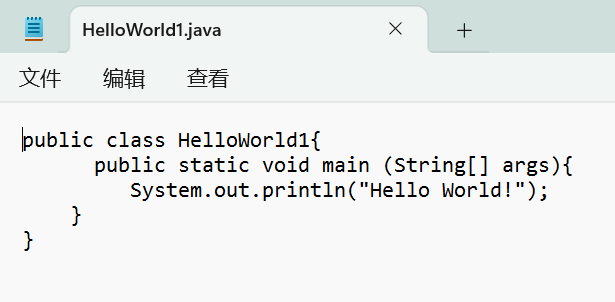 HelloWorld1.java
文件 编辑 查看
public class HelloWorld1{
      public static void main (String[] args){
         System.out.println("Hello World!");
    }
}